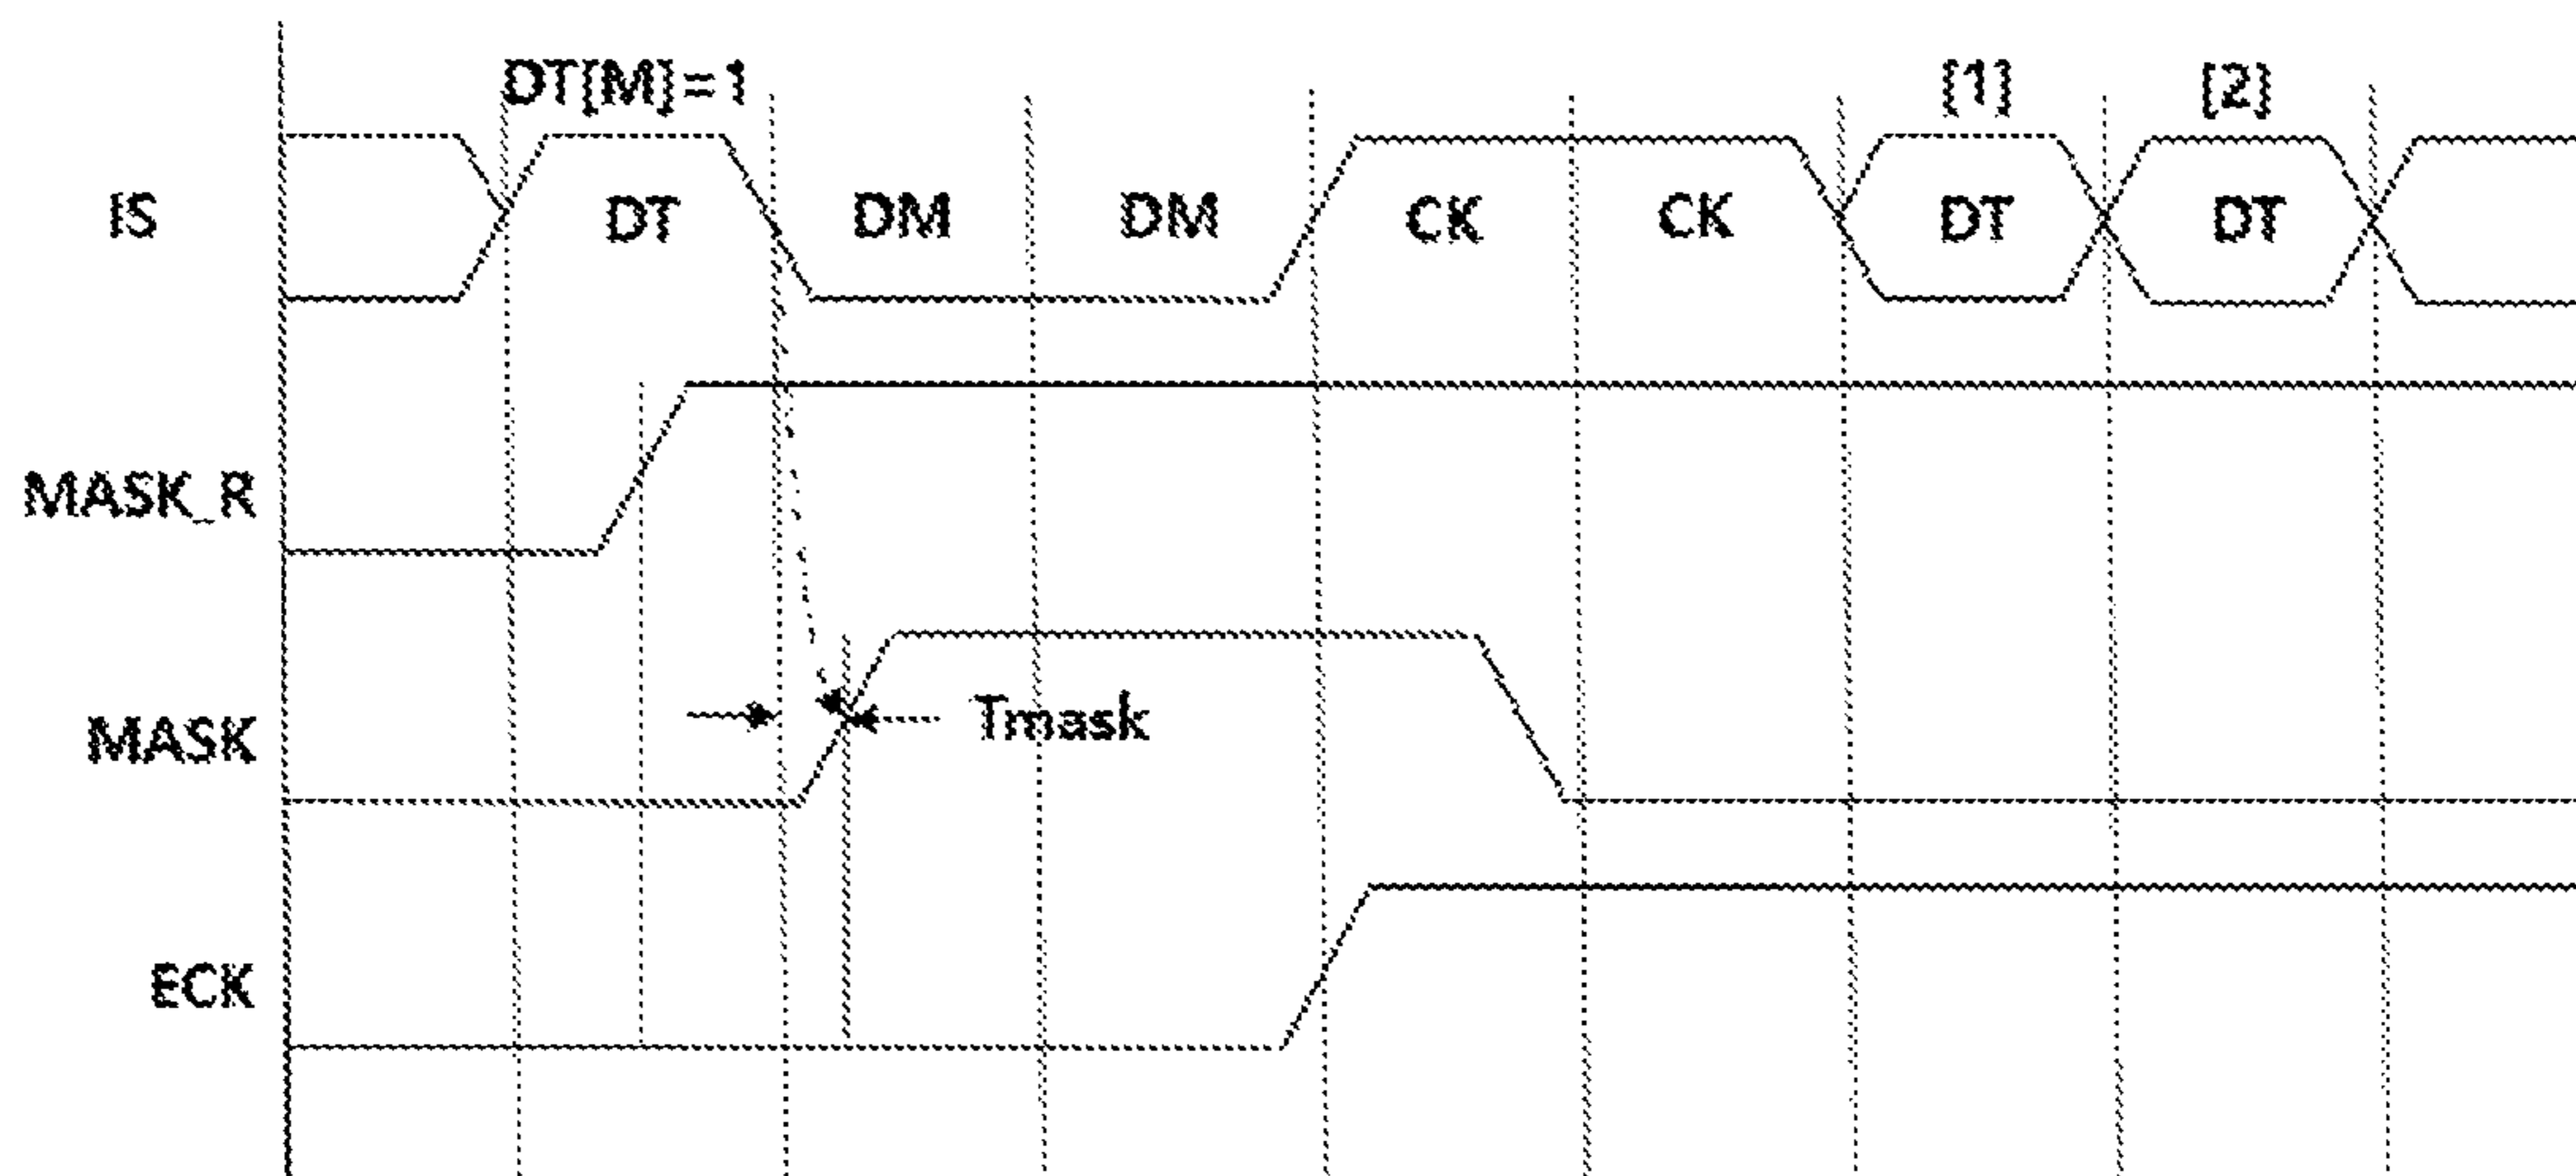 DT[M]=1 [1] [2]
IS DT DM DM CK CK DT DT
MASK_R
MASK Tmask
ECK